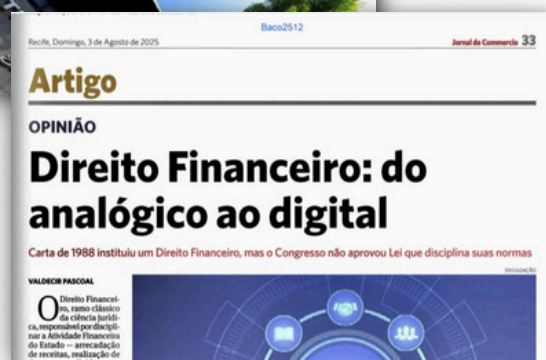 Baco2512
Recife, Domingo, 3 de Agosto de 2025
Jornal do Commercio 33
Artigo
OPINIÃO
Direito Financeiro: do
analógico ao digital
Carta de 1988 instituiu um Direito Financeiro, mas o Congresso não aprovou Lei que disciplina suas normas
DIVULGAÇÃO
VALDECIR PASCOAL
O Direito Financei-
ro, ramo clássico
da ciência jurídi-
ca, responsável por discipli-
nar a Atividade Financeira
do Estado — arrecadação
de receitas, realização de